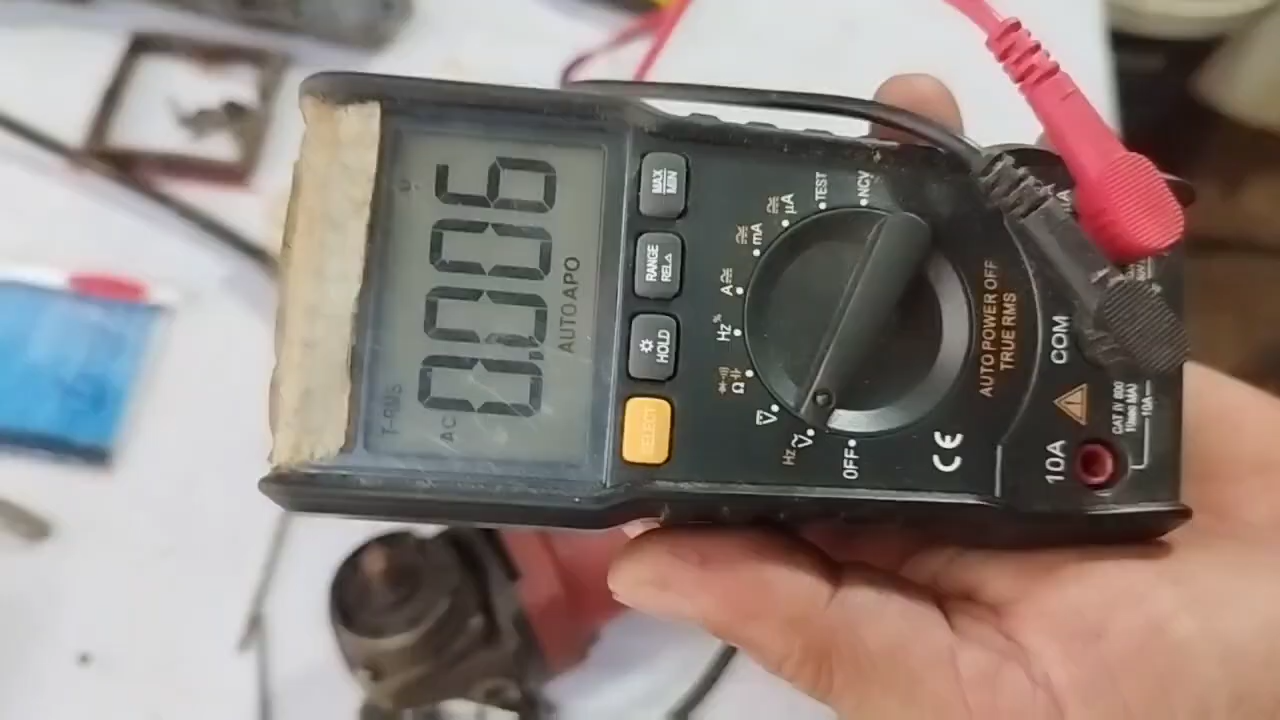 T-RMS
AC
0.006
AUTO APO
MAX
MIN
RANGE
REL△
HOLD
SELECT
OFF
Hz Ṽ
V̅
Ω
Hz %
A
mA
µA
TEST
NCV
AUTO POWER OFF
TRUE RMS
CE
COM
10A
CAT IV 600
10A